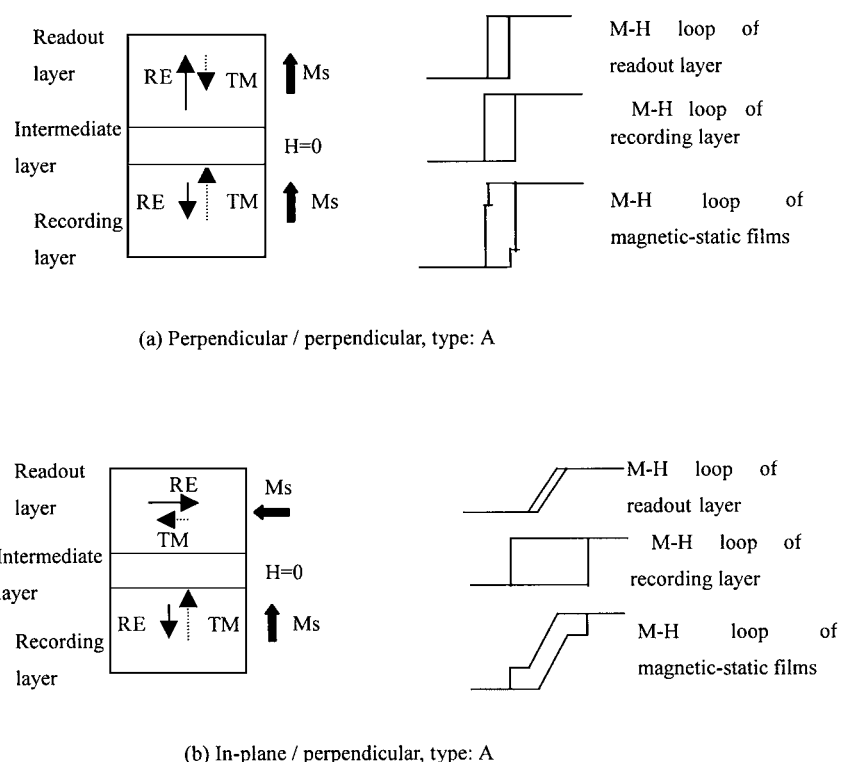 Readout
layer
RE
TM
Ms
M-H loop of
readout layer
Intermediate
layer
H=0
M-H loop of
recording layer
Recording
layer
RE
TM
Ms
M-H loop of
magnetic-static films
(a) Perpendicular / perpendicular, type: A
Readout
layer
RE
TM
Ms
M-H loop of
readout layer
Intermediate
layer
H=0
M-H loop of
recording layer
Recording
layer
RE
TM
Ms
M-H loop of
magnetic-static films
(b) In-plane / perpendicular, type: A